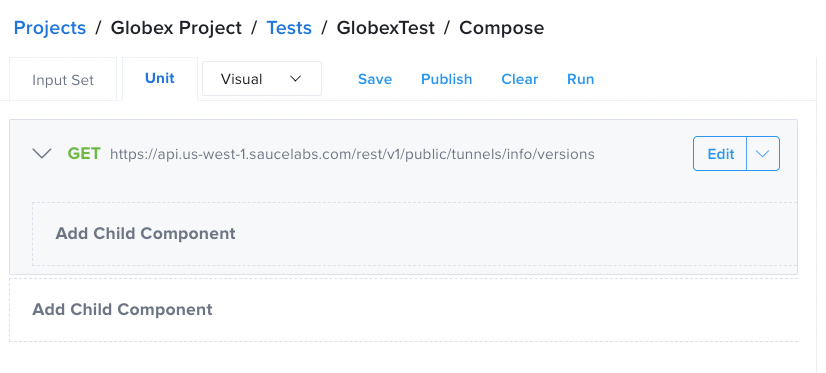 Projects / Globex Project / Tests / GlobexTest / Compose
Input Set Unit Visual Save Publish Clear Run
GET https://api.us-west-1.saucelabs.com/rest/v1/public/tunnels/info/versions Edit
Add Child Component
Add Child Component